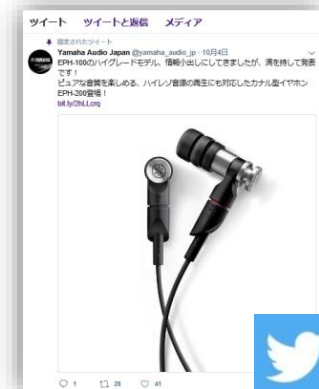 ツイート ツイートと返信 メディア
固定されたツイート
Yamaha Audio Japan @yamaha_audio_jp · 10月4日
EPH-100のハイグレードモデル、情報小出しにしてきましたが、満を持して発表
です！
ピュアな音質を楽しめる、ハイレゾ音源の再生にも対応したカナル型イヤホン
EPH-200登場！
bit.ly/2hLLcrq
1 28 41